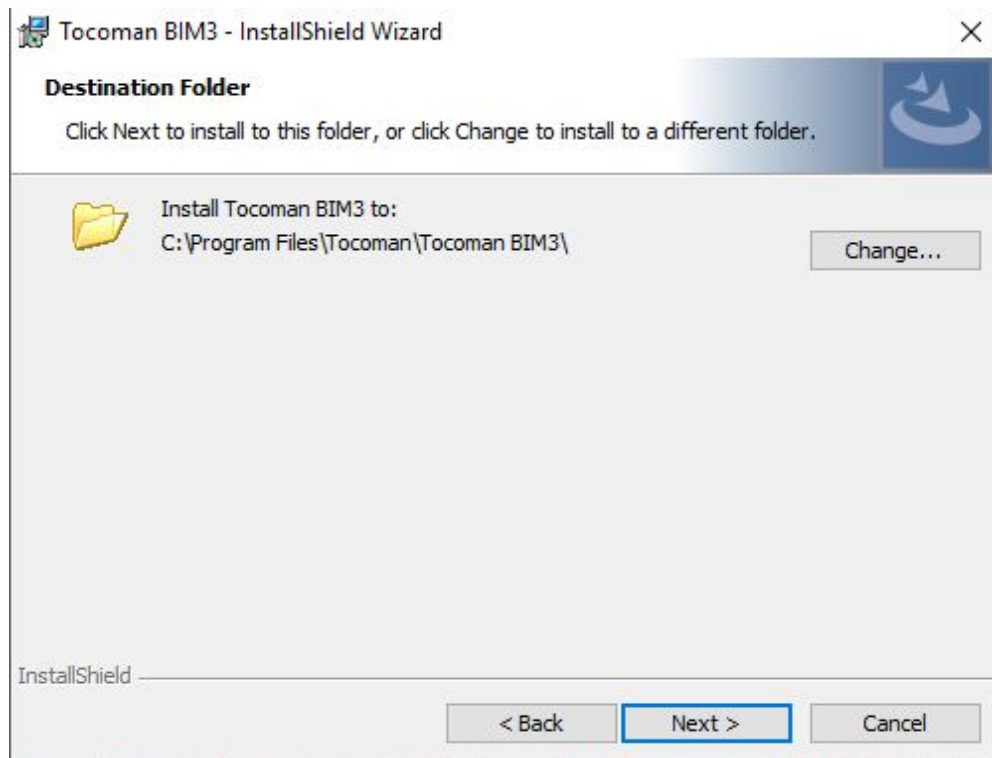 Tocoman BIM3 - InstallShield Wizard
Destination Folder
Click Next to install to this folder, or click Change to install to a different folder.
Install Tocoman BIM3 to:
C:\Program Files\Tocoman\Tocoman BIM3\
Change...
InstallShield
< Back
Next >
Cancel